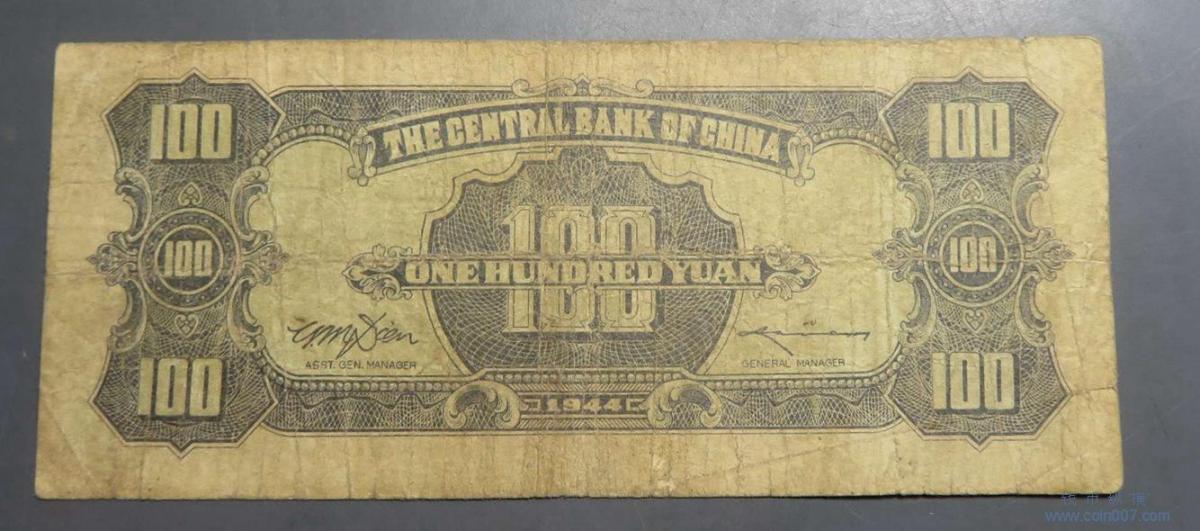 100
100
THE CENTRAL BANK OF CHINA
100
100
100
ONE HUNDRED YUAN
ASST. GEN. MANAGER
GENERAL MANAGER
100
100
1944
www.coin007.com